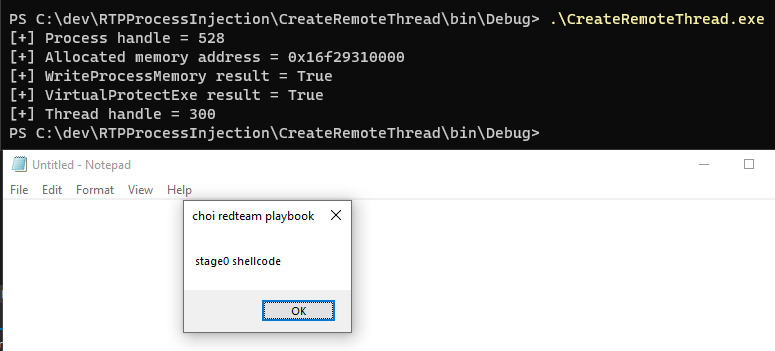 PS C:\dev\RTPProcessInjection\CreateRemoteThread\bin\Debug> .\CreateRemoteThread.exe
[+] Process handle = 528
[+] Allocated memory address = 0x16f29310000
[+] WriteProcessMemory result = True
[+] VirtualProtectExe result = True
[+] Thread handle = 300
PS C:\dev\RTPProcessInjection\CreateRemoteThread\bin\Debug>
Untitled - Notepad
File Edit Format View Help
choi redteam playbook
stage0 shellcode
OK